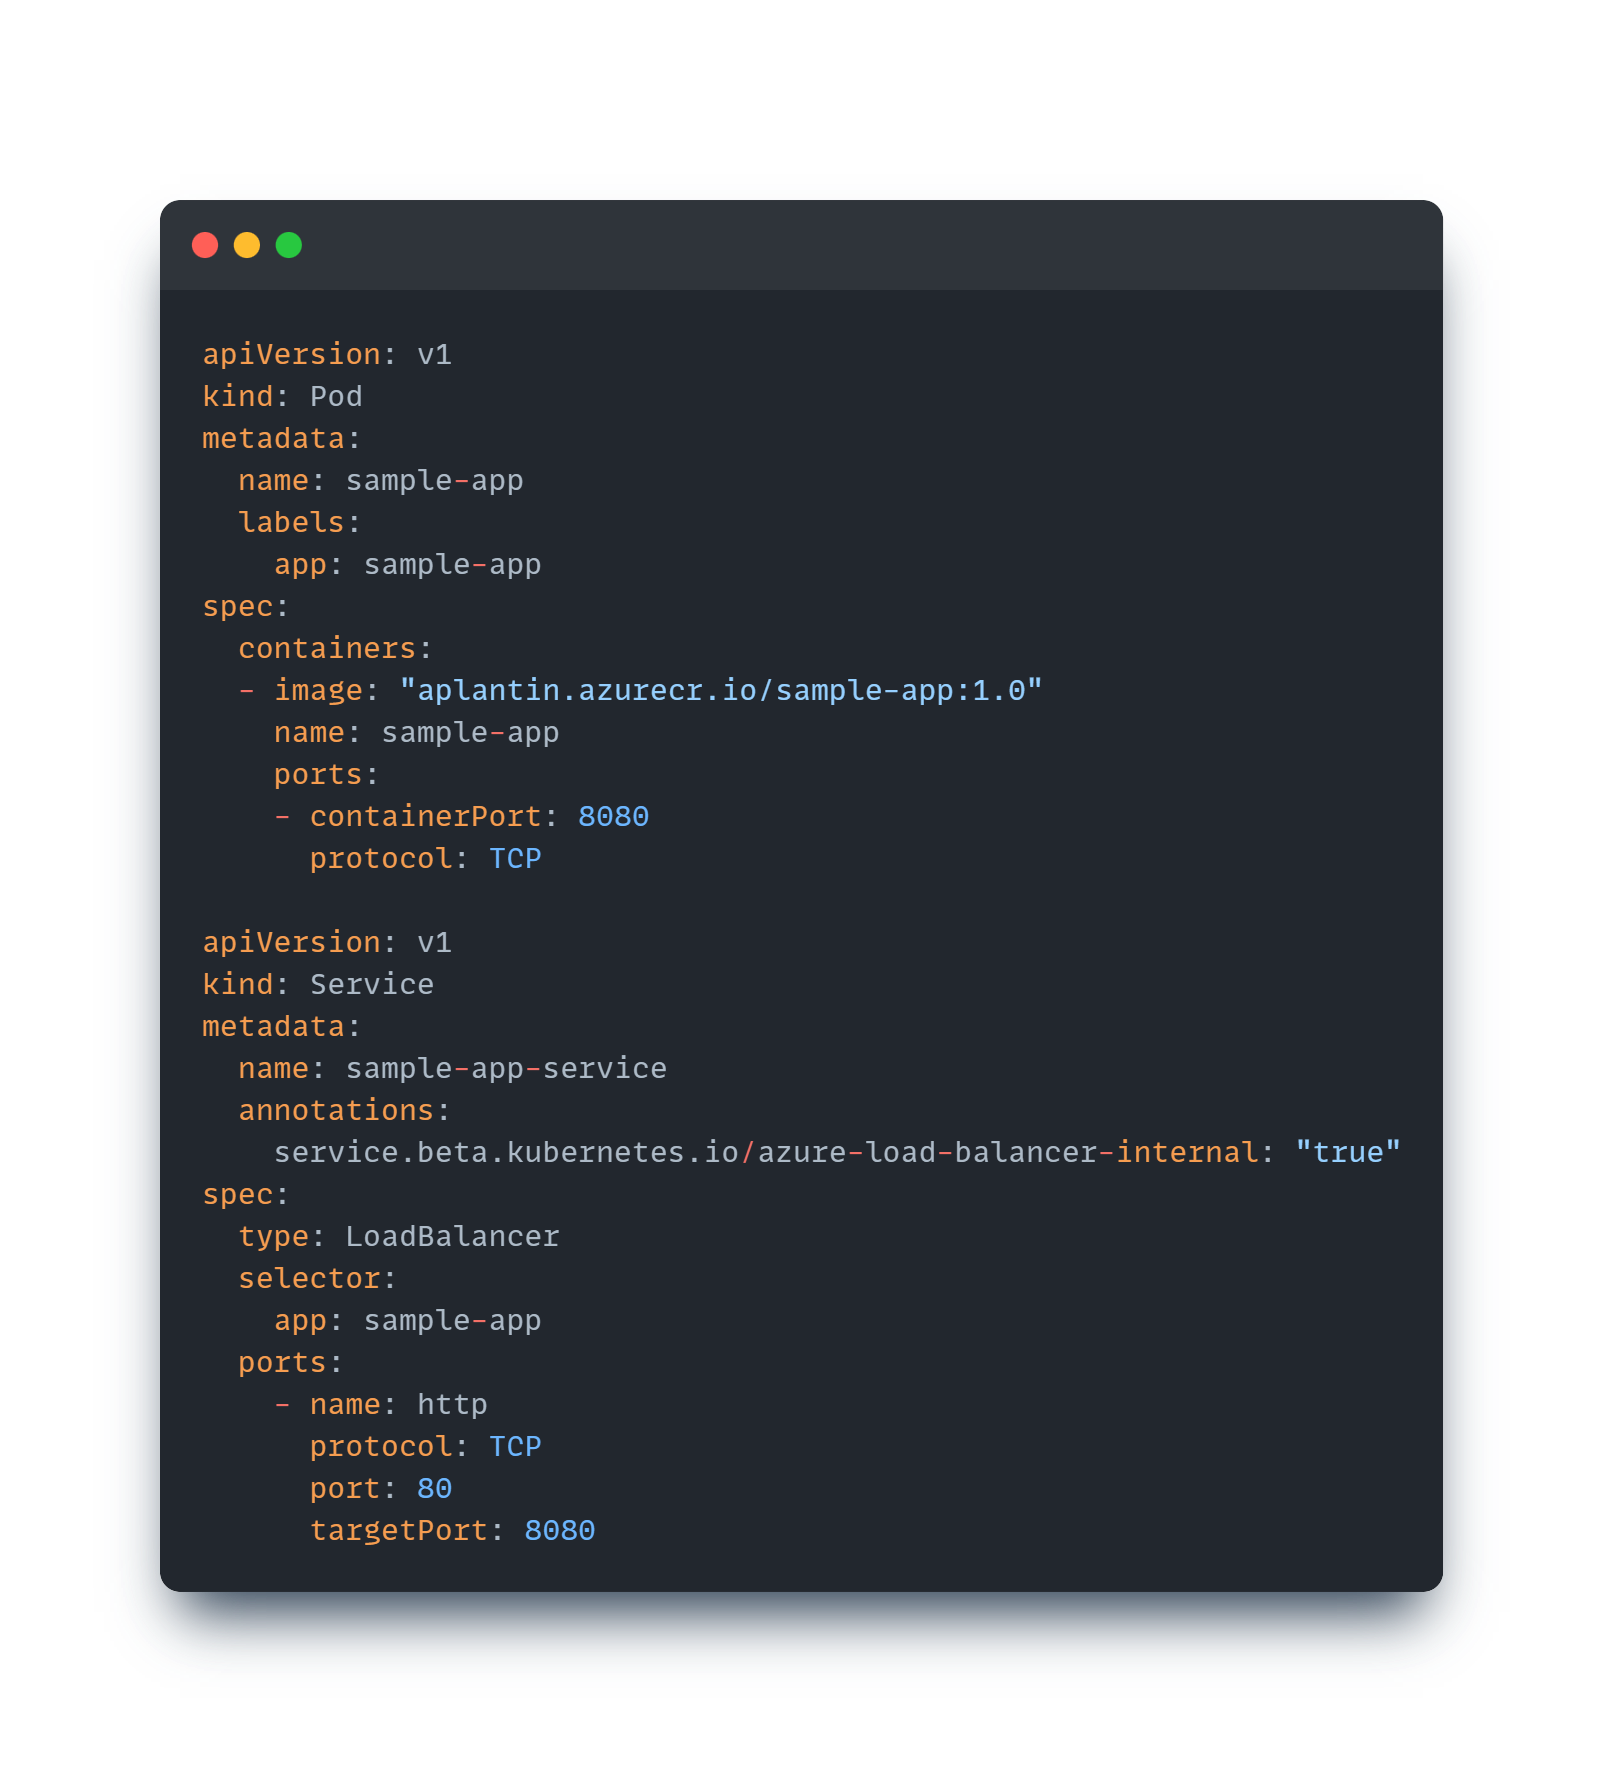 apiVersion: v1
kind: Pod
metadata:
  name: sample-app
  labels:
    app: sample-app
spec:
  containers:
  - image: "aplantin.azurecr.io/sample-app:1.0"
    name: sample-app
    ports:
    - containerPort: 8080
      protocol: TCP

apiVersion: v1
kind: Service
metadata:
  name: sample-app-service
  annotations:
    service.beta.kubernetes.io/azure-load-balancer-internal: "true"
spec:
  type: LoadBalancer
  selector:
    app: sample-app
  ports:
    - name: http
      protocol: TCP
      port: 80
      targetPort: 8080